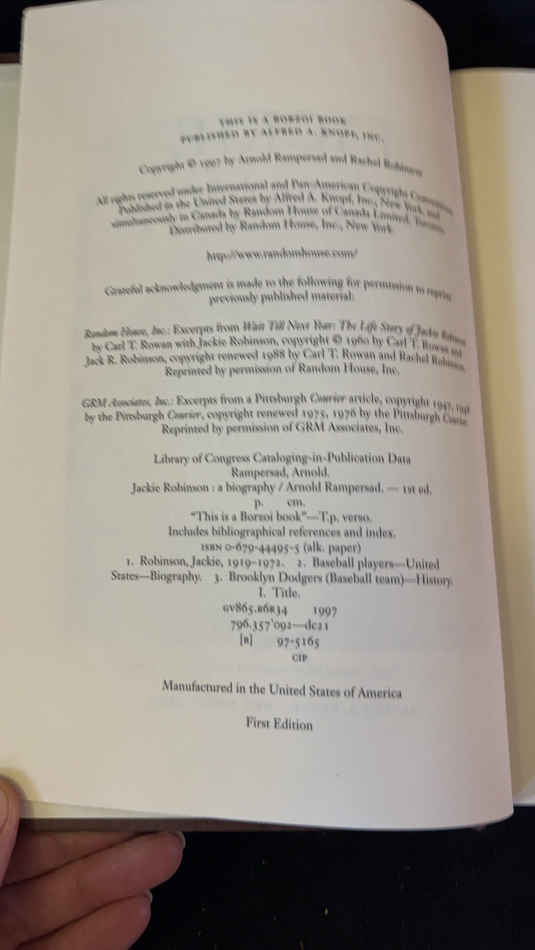 THIS IS A BORZOI BOOK
PUBLISHED BY ALFRED A. KNOPF, INC.
Copyright © 1997 by Arnold Rampersad and Rachel Robinson
All rights reserved under International and Pan-American Copyright Conventions.
Published in the United States by Alfred A. Knopf, Inc., New York, and
simultaneously in Canada by Random House of Canada Limited, Toronto.
Distributed by Random House, Inc., New York.
http://www.randomhouse.com/
Grateful acknowledgment is made to the following for permission to reprint
previously published material:
Random House, Inc.: Excerpts from Wait Till Next Year: The Life Story of Jackie Robinson
by Carl T. Rowan with Jackie Robinson, copyright © 1960 by Carl T. Rowan and
Jack R. Robinson, copyright renewed 1988 by Carl T. Rowan and Rachel Robinson.
Reprinted by permission of Random House, Inc.
GRM Associates, Inc.: Excerpts from a Pittsburgh Courier article, copyright 1947,
by the Pittsburgh Courier, copyright renewed 1975, 1976 by the Pittsburgh Courier.
Reprinted by permission of GRM Associates, Inc.
Library of Congress Cataloging-in-Publication Data
Rampersad, Arnold.
Jackie Robinson : a biography / Arnold Rampersad. — 1st ed.
p. cm.
"This is a Borzoi book"—T.p. verso.
Includes bibliographical references and index.
ISBN 0-679-44495-5 (alk. paper)
1. Robinson, Jackie, 1919–1972. 2. Baseball players—United
States—Biography. 3. Brooklyn Dodgers (Baseball team)—History.
I. Title.
GV865.R6R34 1997
796.357'092—dc21
[B] 97-5165
CIP
Manufactured in the United States of America
First Edition